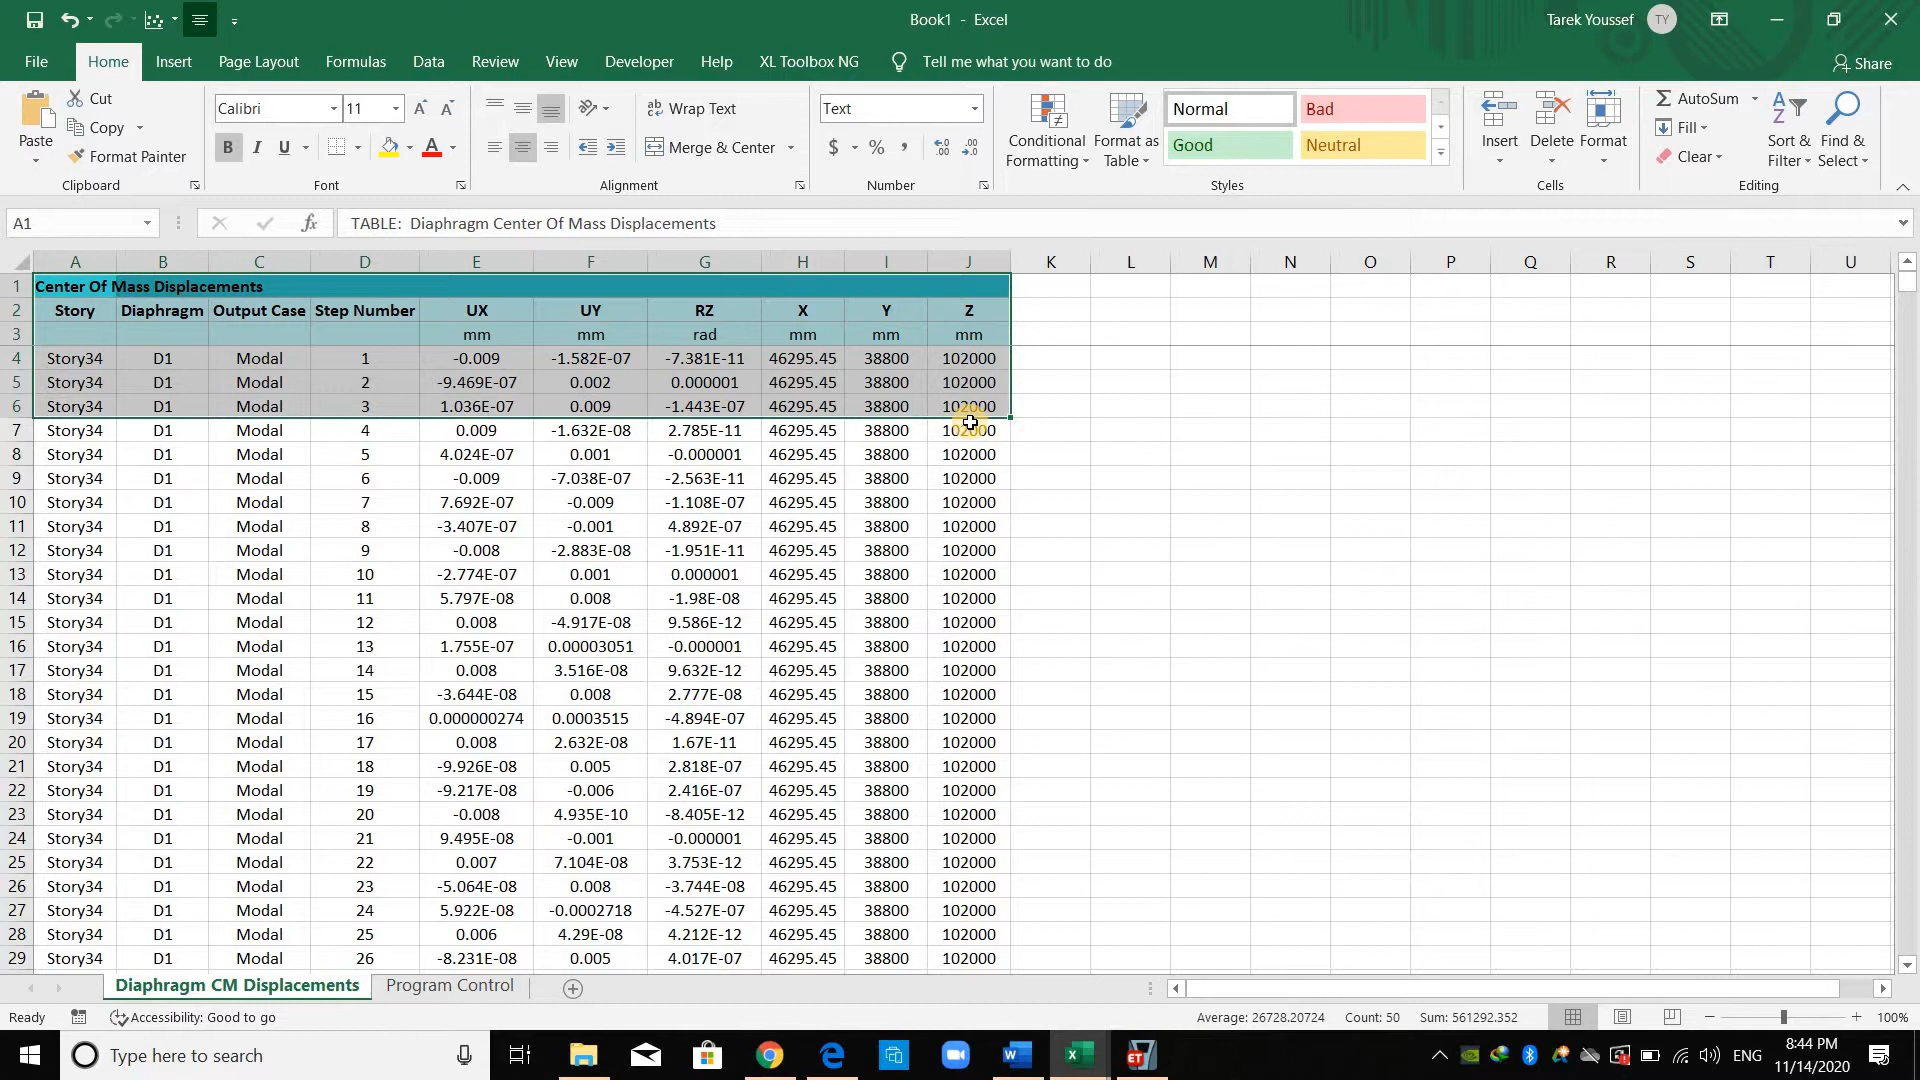 Book1 - Excel
Tarek Youssef
TY
File Home Insert Page Layout Formulas Data Review View Developer Help XL Toolbox NG Tell me what you want to do Share
Paste
Cut
Copy
Format Painter
Clipboard
Calibri 11
B I U
Font
Wrap Text
Merge & Center
Alignment
Text
$ % ,
Number
Conditional Formatting
Format as Table
Normal Bad
Good Neutral
Styles
Insert Delete Format
Cells
AutoSum
Fill
Clear
Sort & Filter
Find & Select
Editing
A1 fx TABLE: Diaphragm Center Of Mass Displacements
A B C D E F G H I J K L M N O P Q R S T U
1 Center Of Mass Displacements
2 Story Diaphragm Output Case Step Number UX UY RZ X Y Z
3 mm mm rad mm mm mm
4 Story34 D1 Modal 1 -0.009 -1.582E-07 -7.381E-11 46295.45 38800 102000
5 Story34 D1 Modal 2 -9.469E-07 0.002 0.000001 46295.45 38800 102000
6 Story34 D1 Modal 3 1.036E-07 0.009 -1.443E-07 46295.45 38800 102000
7 Story34 D1 Modal 4 0.009 -1.632E-08 2.785E-11 46295.45 38800 102000
8 Story34 D1 Modal 5 4.024E-07 0.001 -0.000001 46295.45 38800 102000
9 Story34 D1 Modal 6 -0.009 -7.038E-08 -2.563E-11 46295.45 38800 102000
10 Story34 D1 Modal 7 7.692E-07 -0.009 -1.108E-07 46295.45 38800 102000
11 Story34 D1 Modal 8 -3.407E-07 -0.001 4.892E-07 46295.45 38800 102000
12 Story34 D1 Modal 9 -0.008 -2.883E-08 -1.951E-11 46295.45 38800 102000
13 Story34 D1 Modal 10 -2.774E-07 0.001 0.000001 46295.45 38800 102000
14 Story34 D1 Modal 11 5.797E-08 0.008 -1.98E-08 46295.45 38800 102000
15 Story34 D1 Modal 12 0.008 -4.917E-08 9.586E-12 46295.45 38800 102000
16 Story34 D1 Modal 13 1.755E-07 0.00003051 -0.000001 46295.45 38800 102000
17 Story34 D1 Modal 14 0.008 3.516E-08 9.632E-12 46295.45 38800 102000
18 Story34 D1 Modal 15 -3.644E-08 0.008 2.777E-08 46295.45 38800 102000
19 Story34 D1 Modal 16 0.000000274 0.0003515 -4.894E-07 46295.45 38800 102000
20 Story34 D1 Modal 17 0.008 2.632E-08 1.67E-11 46295.45 38800 102000
21 Story34 D1 Modal 18 -9.926E-08 0.005 2.818E-07 46295.45 38800 102000
22 Story34 D1 Modal 19 -9.217E-08 -0.006 2.416E-07 46295.45 38800 102000
23 Story34 D1 Modal 20 -0.008 4.935E-10 -8.405E-12 46295.45 38800 102000
24 Story34 D1 Modal 21 9.495E-08 -0.001 -0.000001 46295.45 38800 102000
25 Story34 D1 Modal 22 0.007 7.104E-08 3.753E-12 46295.45 38800 102000
26 Story34 D1 Modal 23 -5.064E-08 0.008 -3.744E-08 46295.45 38800 102000
27 Story34 D1 Modal 24 5.922E-08 -0.0002718 -4.527E-07 46295.45 38800 102000
28 Story34 D1 Modal 25 0.006 4.29E-08 4.212E-12 46295.45 38800 102000
29 Story34 D1 Modal 26 -8.231E-08 0.005 4.017E-07 46295.45 38800 102000
Diaphragm CM Displacements Program Control
Ready Accessibility: Good to go Average: 26728.20724 Count: 50 Sum: 561292.352 100%
Type here to search
ENG
8:44 PM
11/14/2020